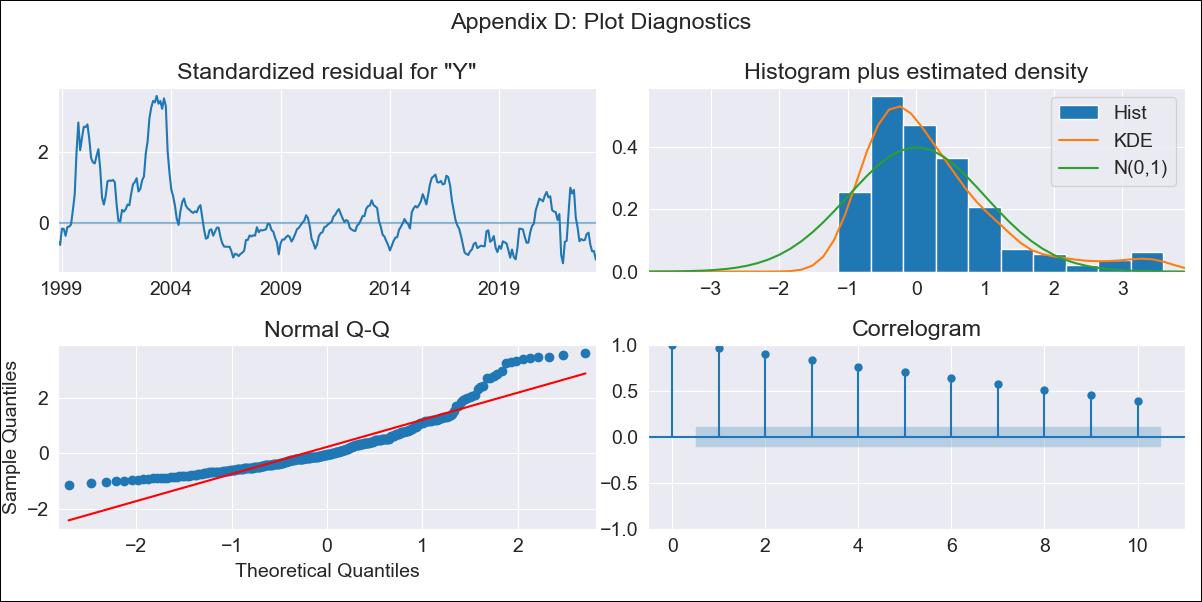 Appendix D: Plot Diagnostics
Standardized residual for "Y"
2
0
1999 2004 2009 2014 2019
Histogram plus estimated density
Hist
KDE
N(0,1)
0.4
0.2
0.0
−3 −2 −1 0 1 2 3
Normal Q-Q
Sample Quantiles
2
0
−2
−2 −1 0 1 2
Theoretical Quantiles
Correlogram
1.0
0.5
0.0
−0.5
−1.0
0 2 4 6 8 10